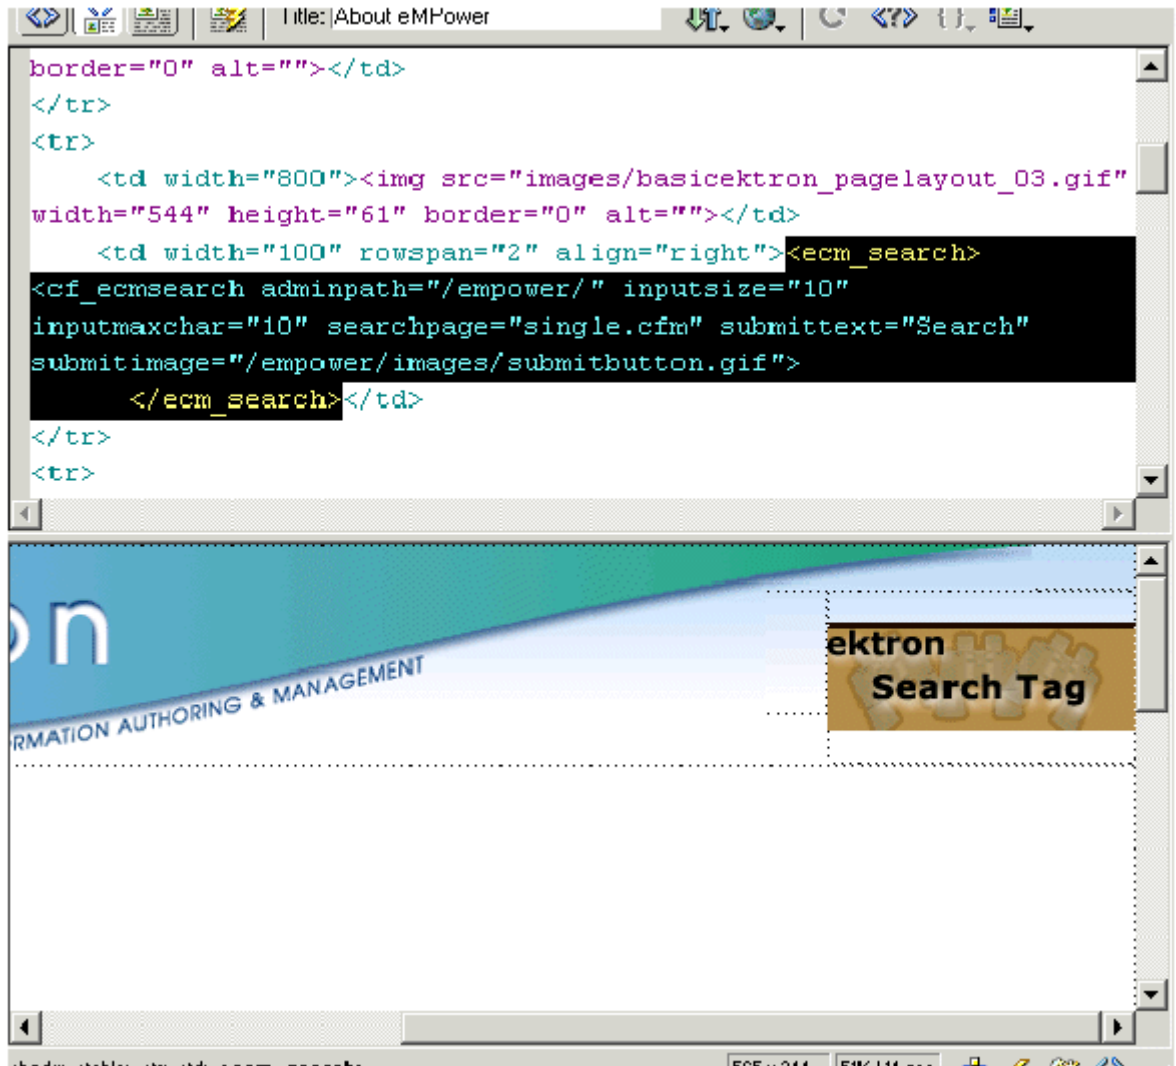 Title: About eMPower
border="0" alt=""></td>
</tr>
<tr>
<td width="800"><img src="images/basicektron_pagelayout_03.gif"
width="544" height="61" border="0" alt=""></td>
<td width="100" rowspan="2" align="right"><ecm_search>
<cf_ecmsearch adminpath="/empower/" inputsize="10"
inputmaxchar="10" searchpage="single.cfm" submittext="Search"
submitimage="/empower/images/submitbutton.gif">
</ecm_search></td>
</tr>
<tr>
on
RMATION AUTHORING & MANAGEMENT
ektron
Search Tag